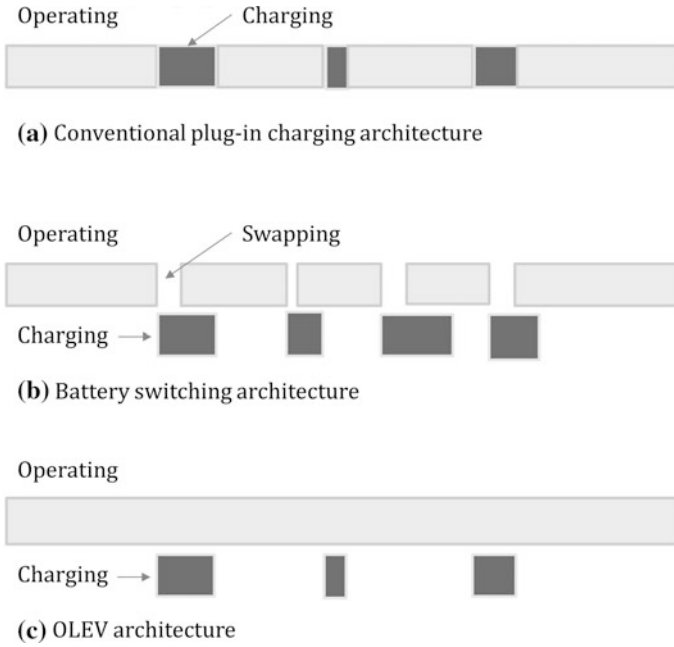 Operating Charging
(a) Conventional plug-in charging architecture
Operating Swapping
Charging
(b) Battery switching architecture
Operating
Charging
(c) OLEV architecture